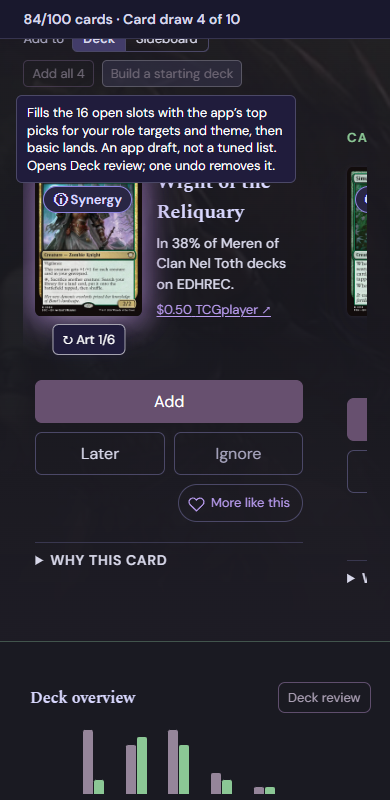 84/100 cards · Card draw 4 of 10
Add to Deck Sideboard
Add all 4 Build a starting deck
Fills the 16 open slots with the app's top
picks for your role targets and theme, then
basic lands. An app draft, not a tuned list.
Opens Deck review; one undo removes it.
CA
Wight of the
Reliquary
Synergy
In 38% of Meren of
Clan Nel Toth decks
on EDHREC.
$0.50 TCGplayer ↗
Creature — Zombie Knight
Vigilance
↻ Art 1/6
Add
Later Ignore
More like this
▶ WHY THIS CARD
Deck overview
Deck review